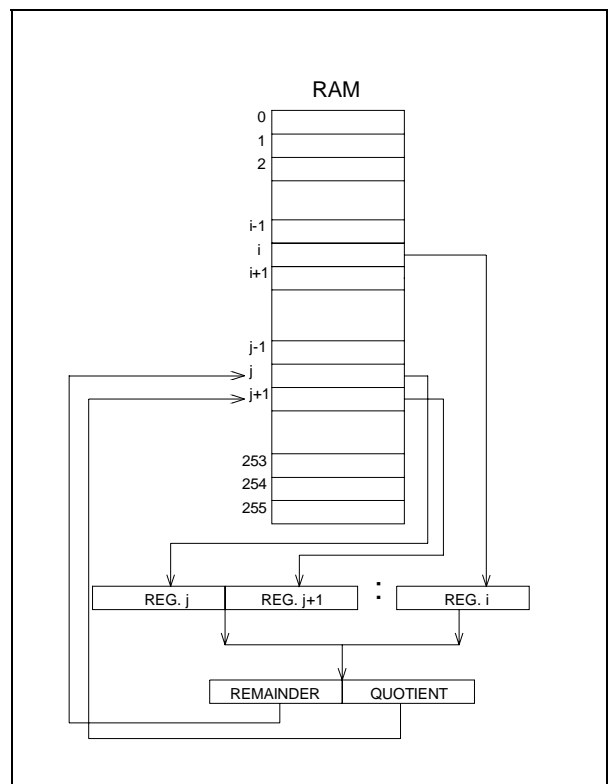 RAM
0
1
2
i-1
i
i+1
j-1
j
j+1
253
254
255
REG. j REG. j+1 : REG. i
REMAINDER QUOTIENT